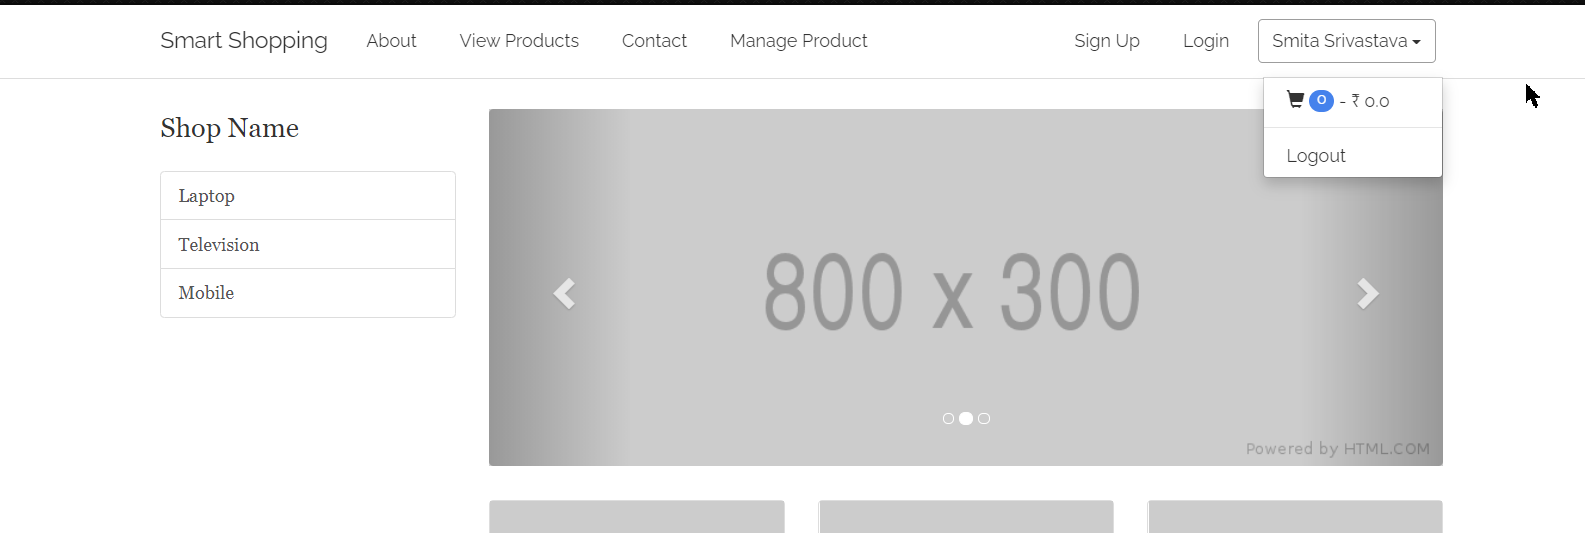 Smart Shopping About View Products Contact Manage Product Sign Up Login Smita Srivastava
0 - ₹ 0.0
Logout
Shop Name
Laptop
Television
Mobile
800 x 300
Powered by HTML.COM